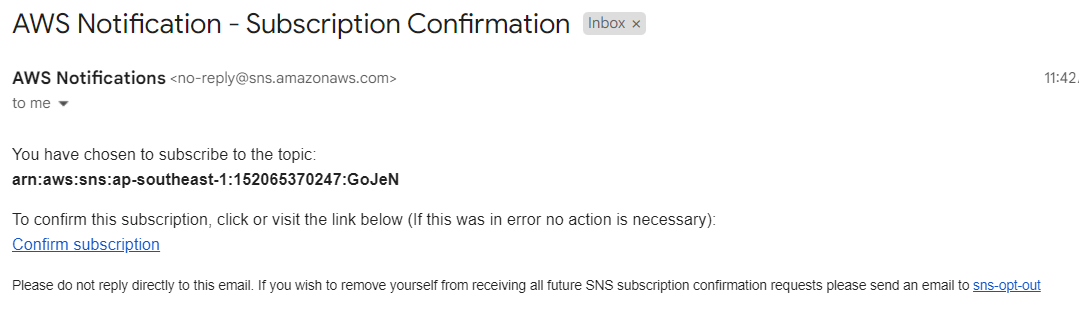 AWS Notification - Subscription Confirmation Inbox ×
AWS Notifications <no-reply@sns.amazonaws.com> 11:42
to me
You have chosen to subscribe to the topic:
arn:aws:sns:ap-southeast-1:152065370247:GoJeN
To confirm this subscription, click or visit the link below (If this was in error no action is necessary):
Confirm subscription
Please do not reply directly to this email. If you wish to remove yourself from receiving all future SNS subscription confirmation requests please send an email to sns-opt-out